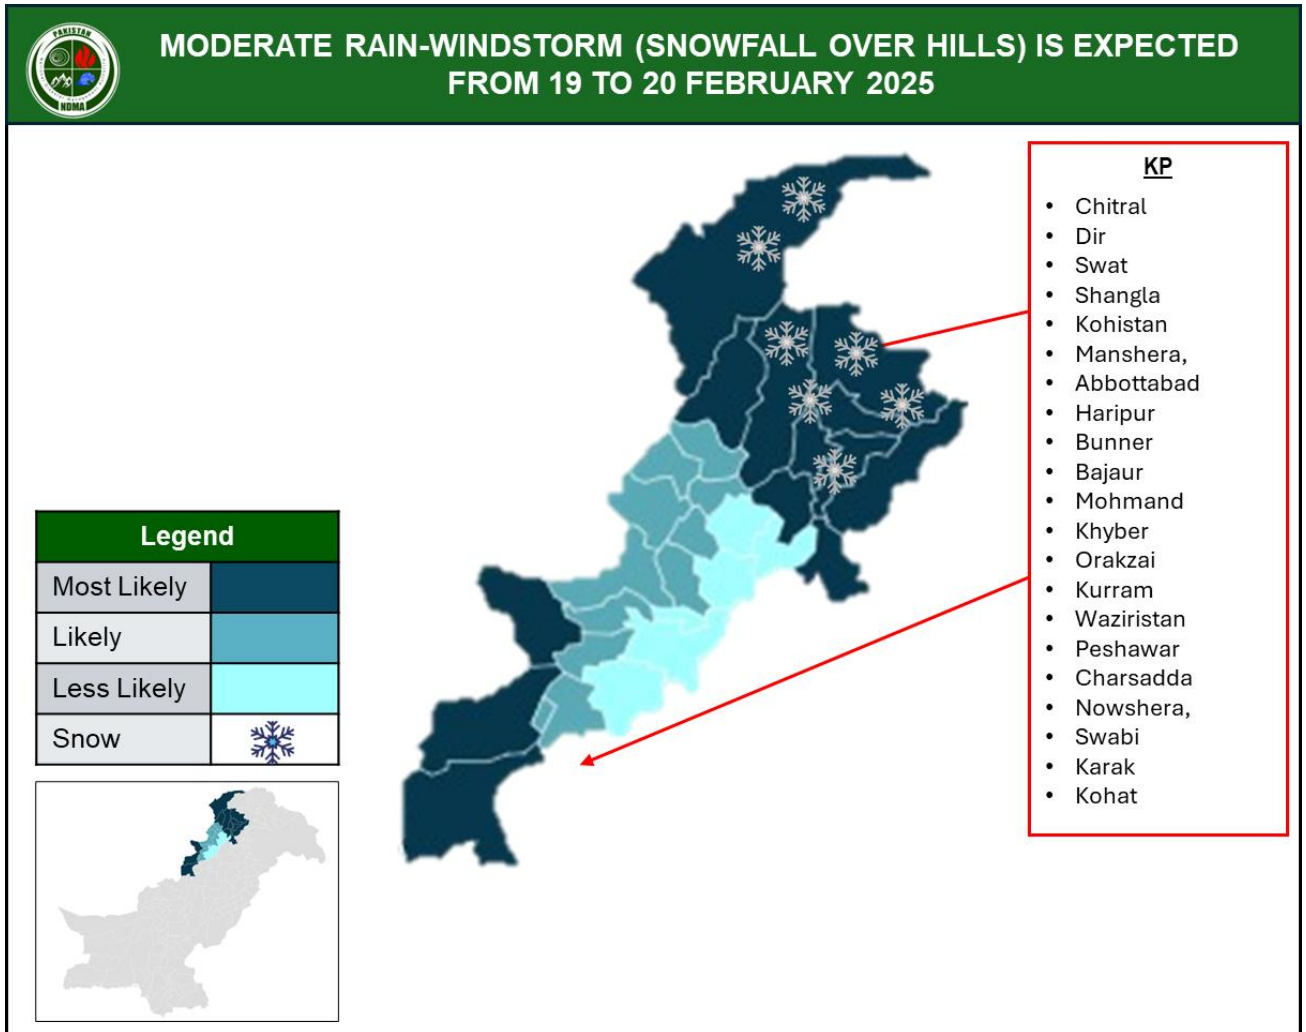 PAKISTAN
NDMA
MODERATE RAIN-WINDSTORM (SNOWFALL OVER HILLS) IS EXPECTED
FROM 19 TO 20 FEBRUARY 2025
KP
• Chitral
• Dir
• Swat
• Shangla
• Kohistan
• Manshera,
• Abbottabad
• Haripur
• Bunner
• Bajaur
• Mohmand
• Khyber
• Orakzai
• Kurram
• Waziristan
• Peshawar
• Charsadda
• Nowshera,
• Swabi
• Karak
• Kohat
Legend
Most Likely
Likely
Less Likely
Snow